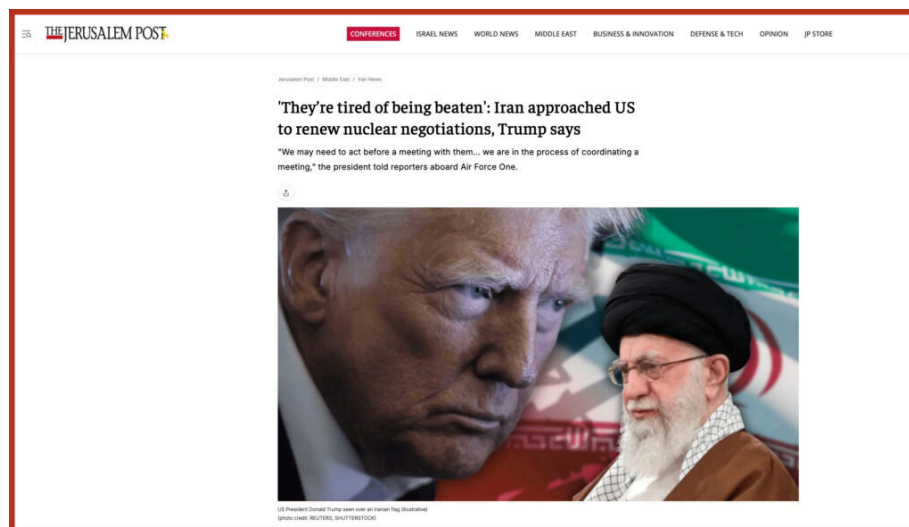 THE JERUSALEM POST
CONFERENCES ISRAEL NEWS WORLD NEWS MIDDLE EAST BUSINESS & INNOVATION DEFENSE & TECH OPINION JP STORE
Jerusalem Post / Middle East / Iran News
'They're tired of being beaten': Iran approached US
to renew nuclear negotiations, Trump says
"We may need to act before a meeting with them... we are in the process of coordinating a
meeting," the president told reporters aboard Air Force One.
US President Donald Trump seen over an Iranian flag (illustrative)
(photo credit: REUTERS, SHUTTERSTOCK)